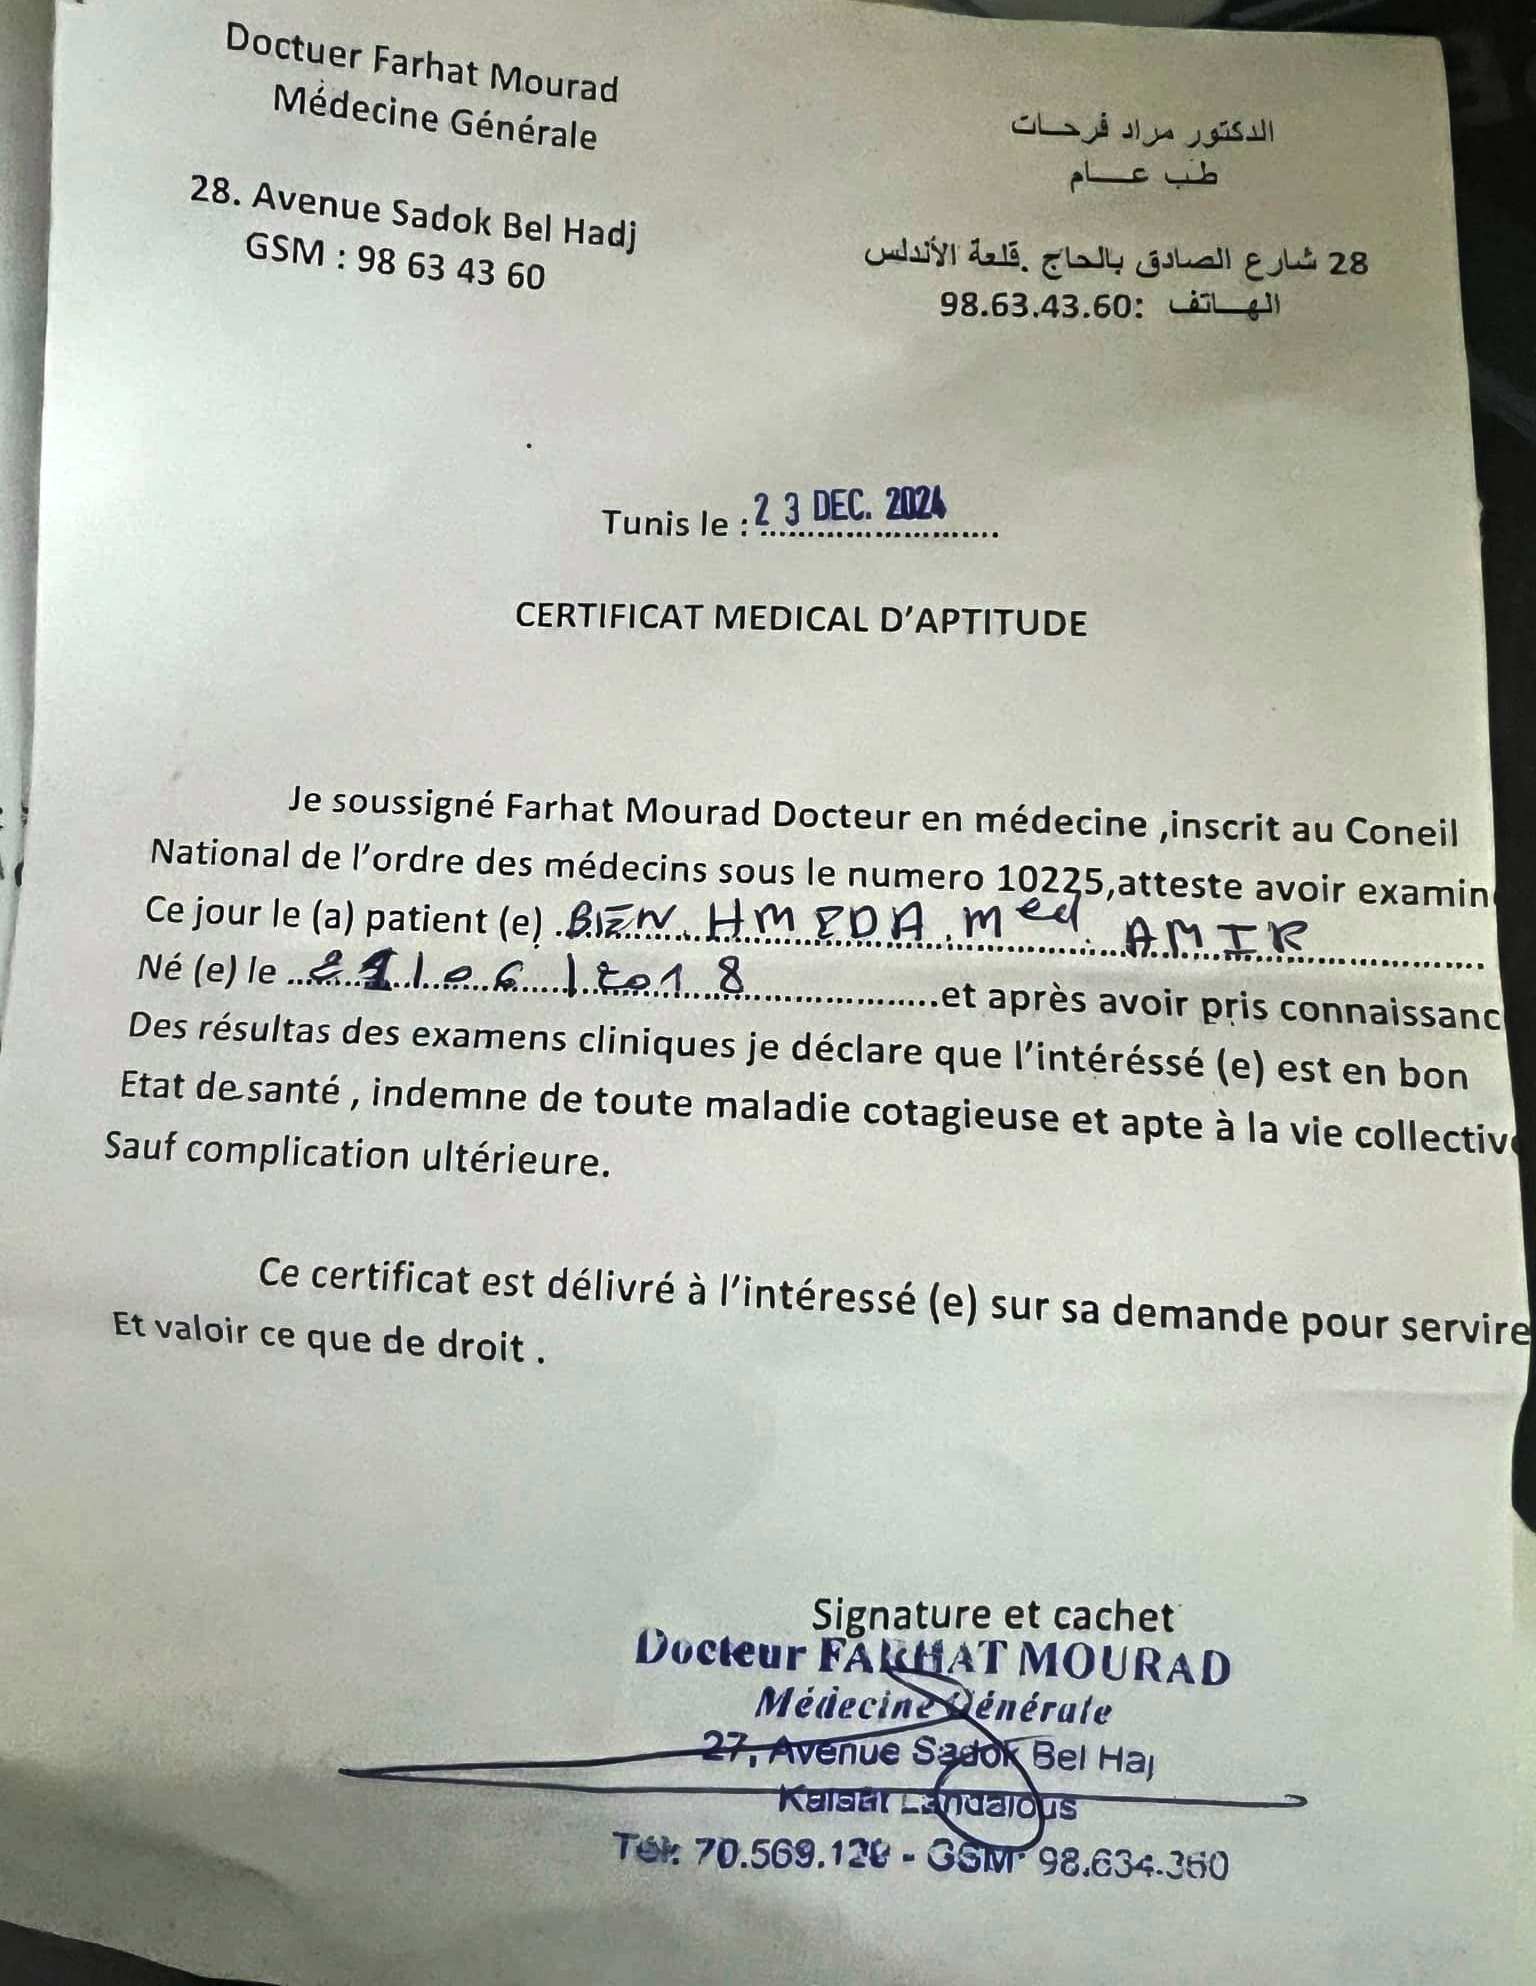 Doctuer Farhat Mourad
Médecine Générale
28. Avenue Sadok Bel Hadj
GSM : 98 63 43 60
الدكتور مراد فرحات
طب عام
28 شارع الصادق بالحاج .قلعة الأندلس
الهاتف :98.63.43.60
Tunis le : 23 DEC. 2024
CERTIFICAT MEDICAL D'APTITUDE
Je soussigné Farhat Mourad Docteur en médecine ,inscrit au Coneil
National de l'ordre des médecins sous le numero 10225,atteste avoir examin
Ce jour le (a) patient (e) BEN HMEDA Med AMIR
Né (e) le et après avoir pris connaissanc
Des résultas des examens cliniques je déclare que l'intéréssé (e) est en bon
Etat de santé , indemne de toute maladie cotagieuse et apte à la vie collective
Sauf complication ultérieure.
Ce certificat est délivré à l'intéressé (e) sur sa demande pour servire
Et valoir ce que de droit .
Signature et cachet
Docteur FARHAT MOURAD
Médecine Générale
27, Avenue Sadok Bel Haj
Kalaât Landalous
Tél: 70.569.128 - GSM: 98.634.360